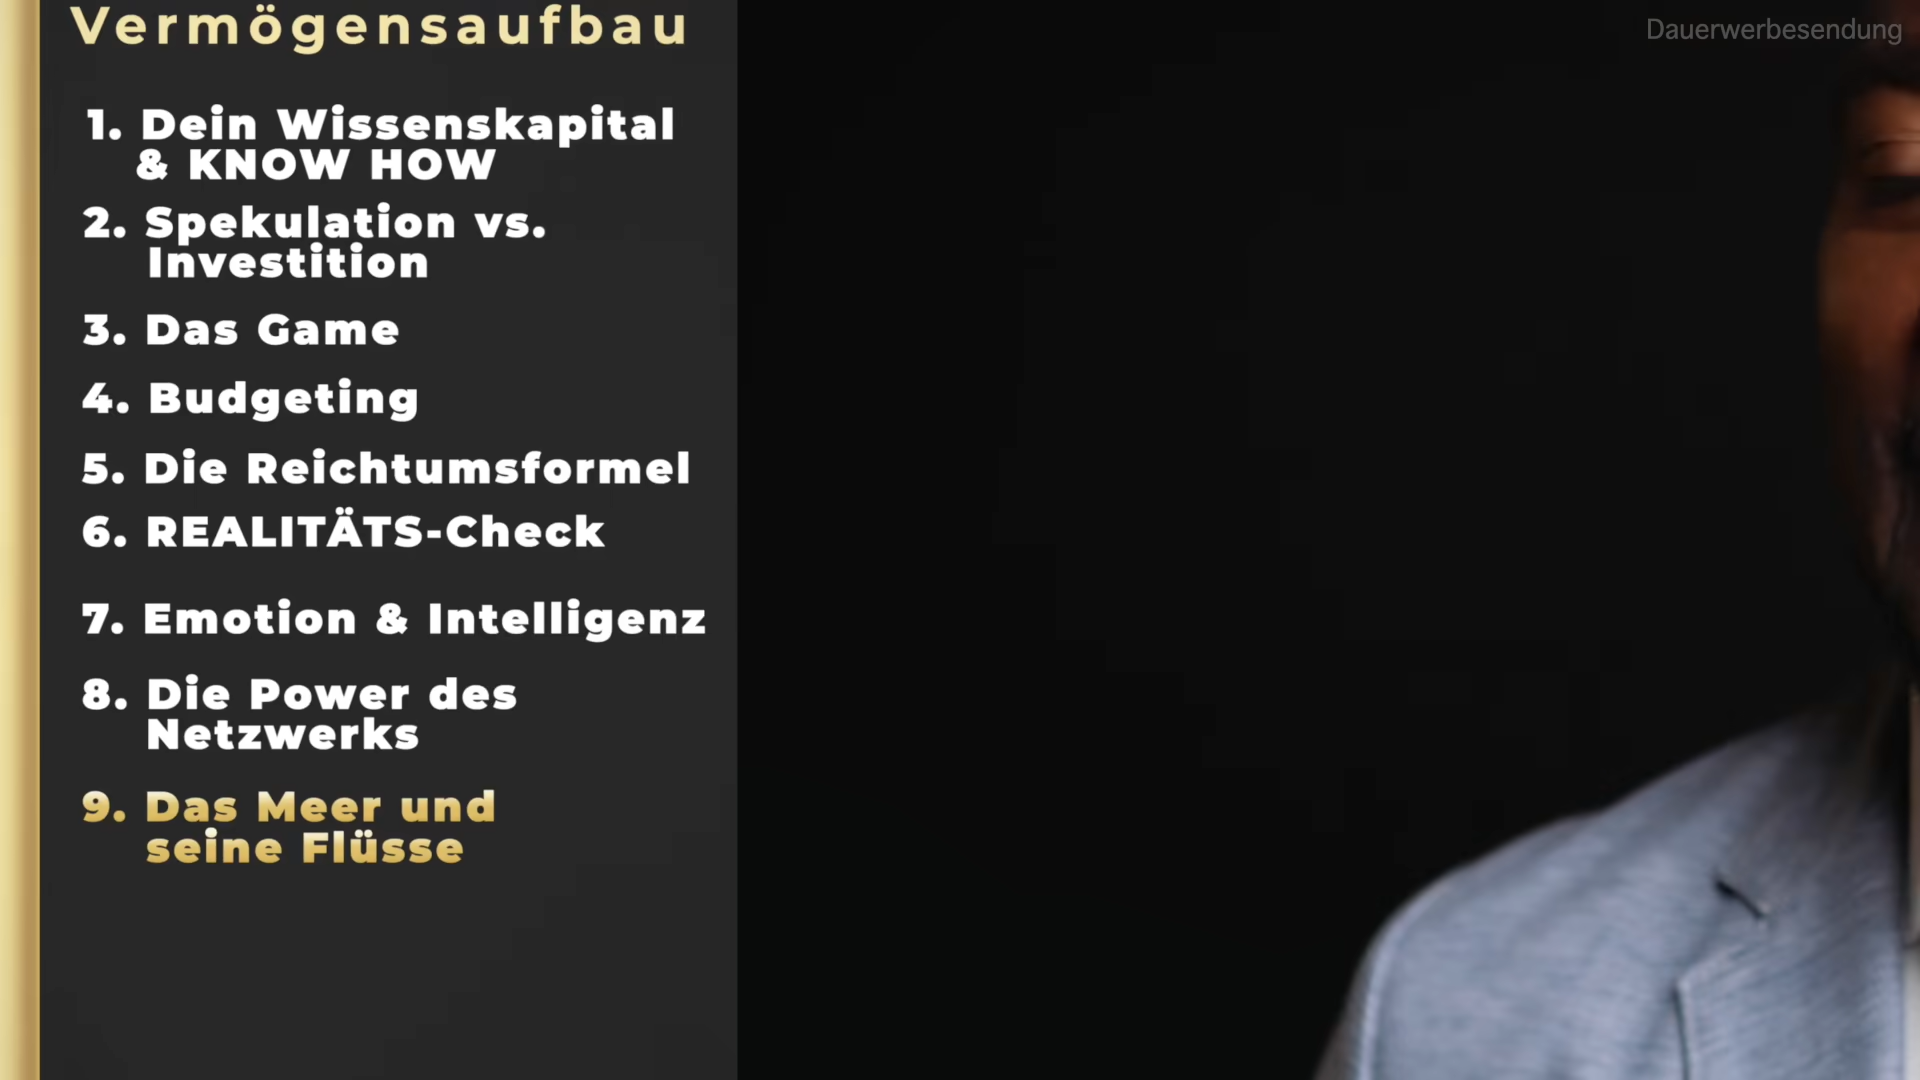 Vermögensaufbau
Dauerwerbesendung
1. Dein Wissenskapital
& KNOW HOW
2. Spekulation vs.
Investition
3. Das Game
4. Budgeting
5. Die Reichtumsformel
6. REALITÄTS-Check
7. Emotion & Intelligenz
8. Die Power des
Netzwerks
9. Das Meer und
seine Flüsse